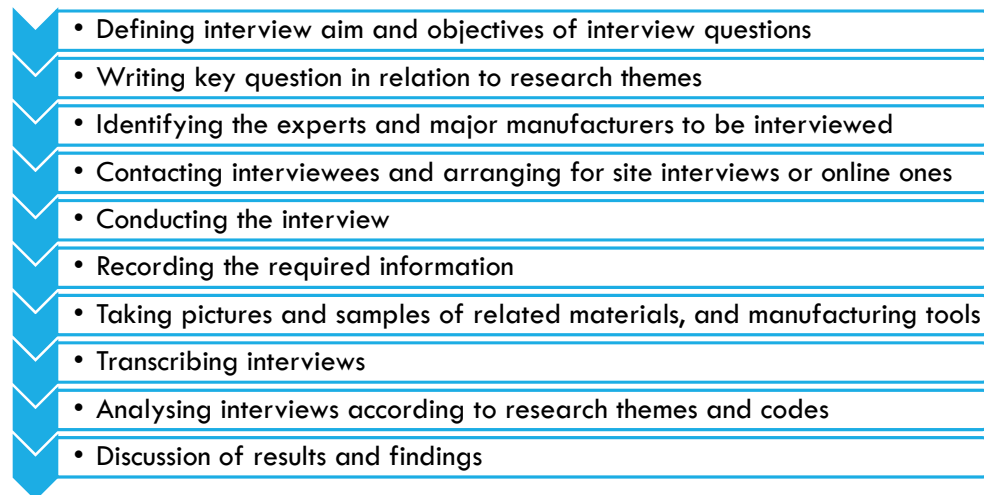 • Defining interview aim and objectives of interview questions
• Writing key question in relation to research themes
• Identifying the experts and major manufacturers to be interviewed
• Contacting interviewees and arranging for site interviews or online ones
• Conducting the interview
• Recording the required information
• Taking pictures and samples of related materials, and manufacturing tools
• Transcribing interviews
• Analysing interviews according to research themes and codes
• Discussion of results and findings